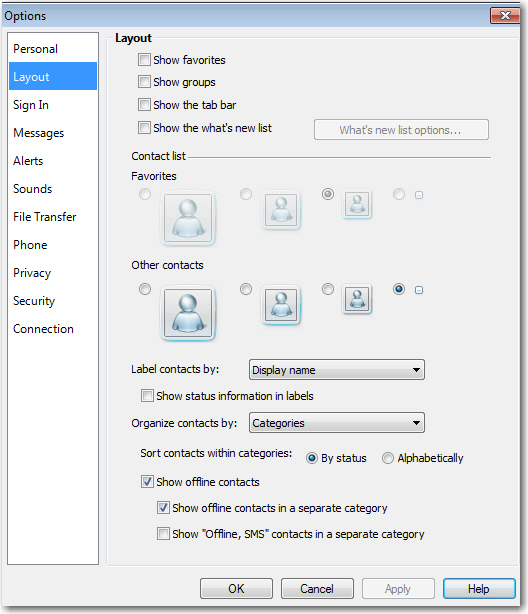 Options
Personal
Layout
Sign In
Messages
Alerts
Sounds
File Transfer
Phone
Privacy
Security
Connection
Layout
Show favorites
Show groups
Show the tab bar
Show the what's new list
What's new list options...
Contact list
Favorites
Other contacts
Label contacts by: Display name
Show status information in labels
Organize contacts by: Categories
Sort contacts within categories: By status Alphabetically
Show offline contacts
Show offline contacts in a separate category
Show "Offline, SMS" contacts in a separate category
OK Cancel Apply Help